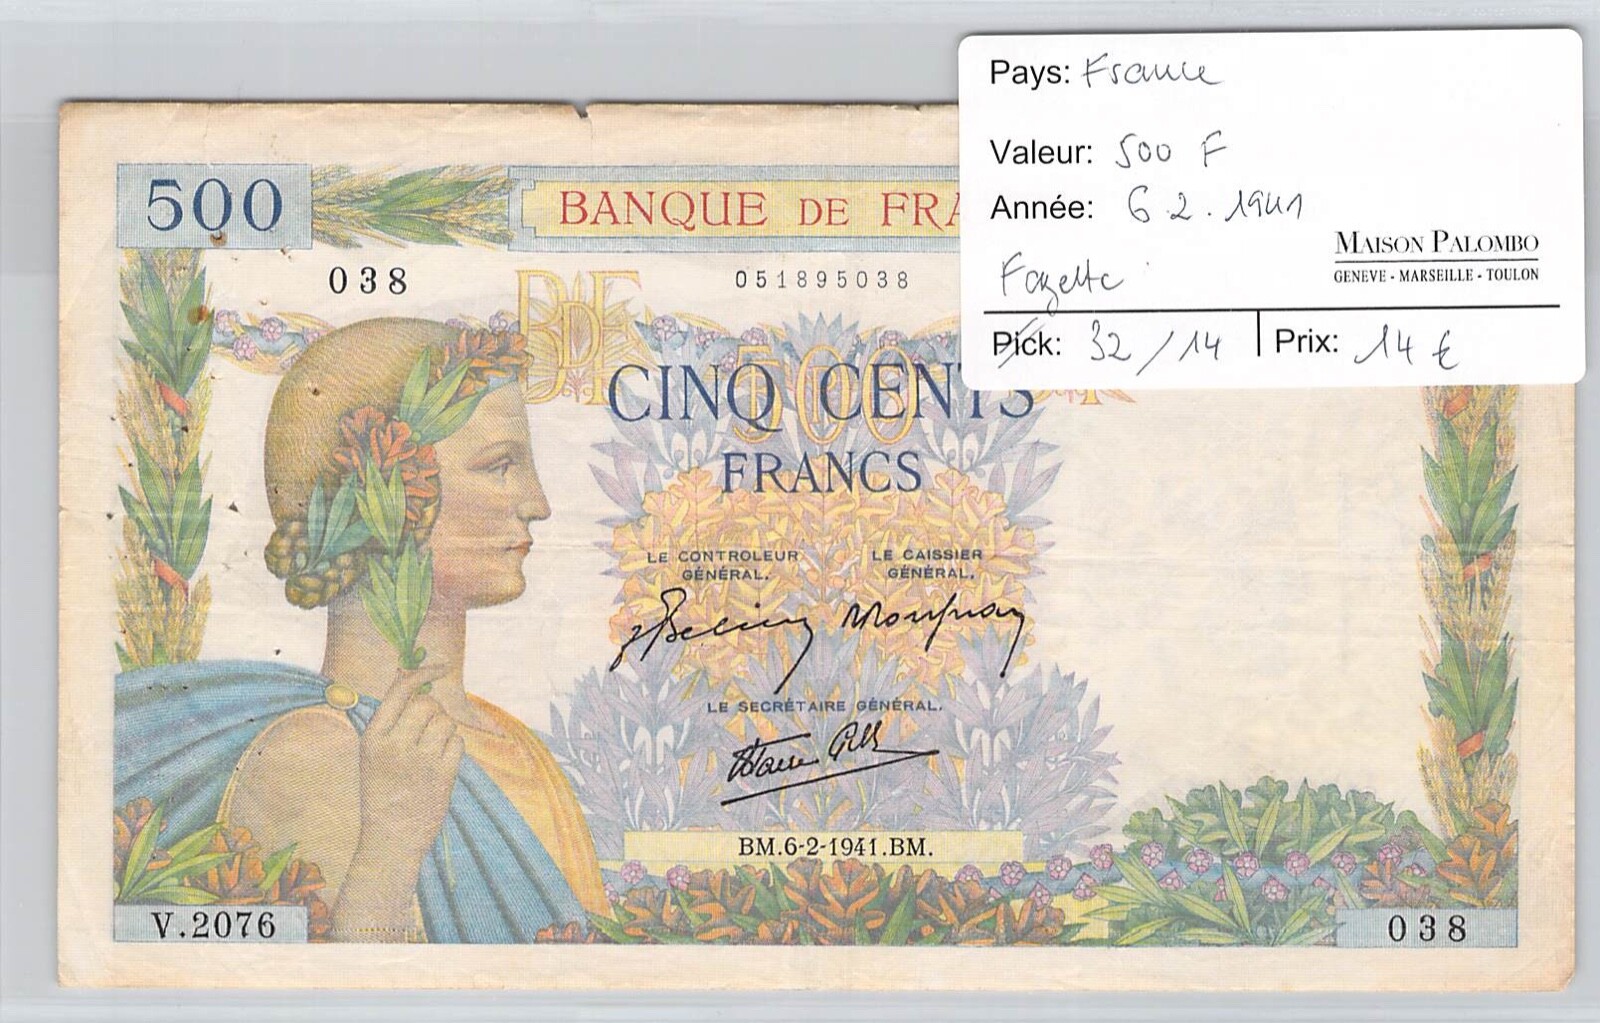 Pays: France
Valeur: 500 F
Année: 6.2.1941
MAISON PALOMBO
GENEVE - MARSEILLE - TOULON
Fayette
Pick: 32/14
Prix: 14 €
500
BANQUE DE FRA
038
051895038
BDF
500
CINQ CENTS
FRANCS
LE CONTROLEUR
GÉNÉRAL.
LE CAISSIER
GÉNÉRAL.
LE SECRÉTAIRE GÉNÉRAL.
BM.6-2-1941.BM.
V.2076
038